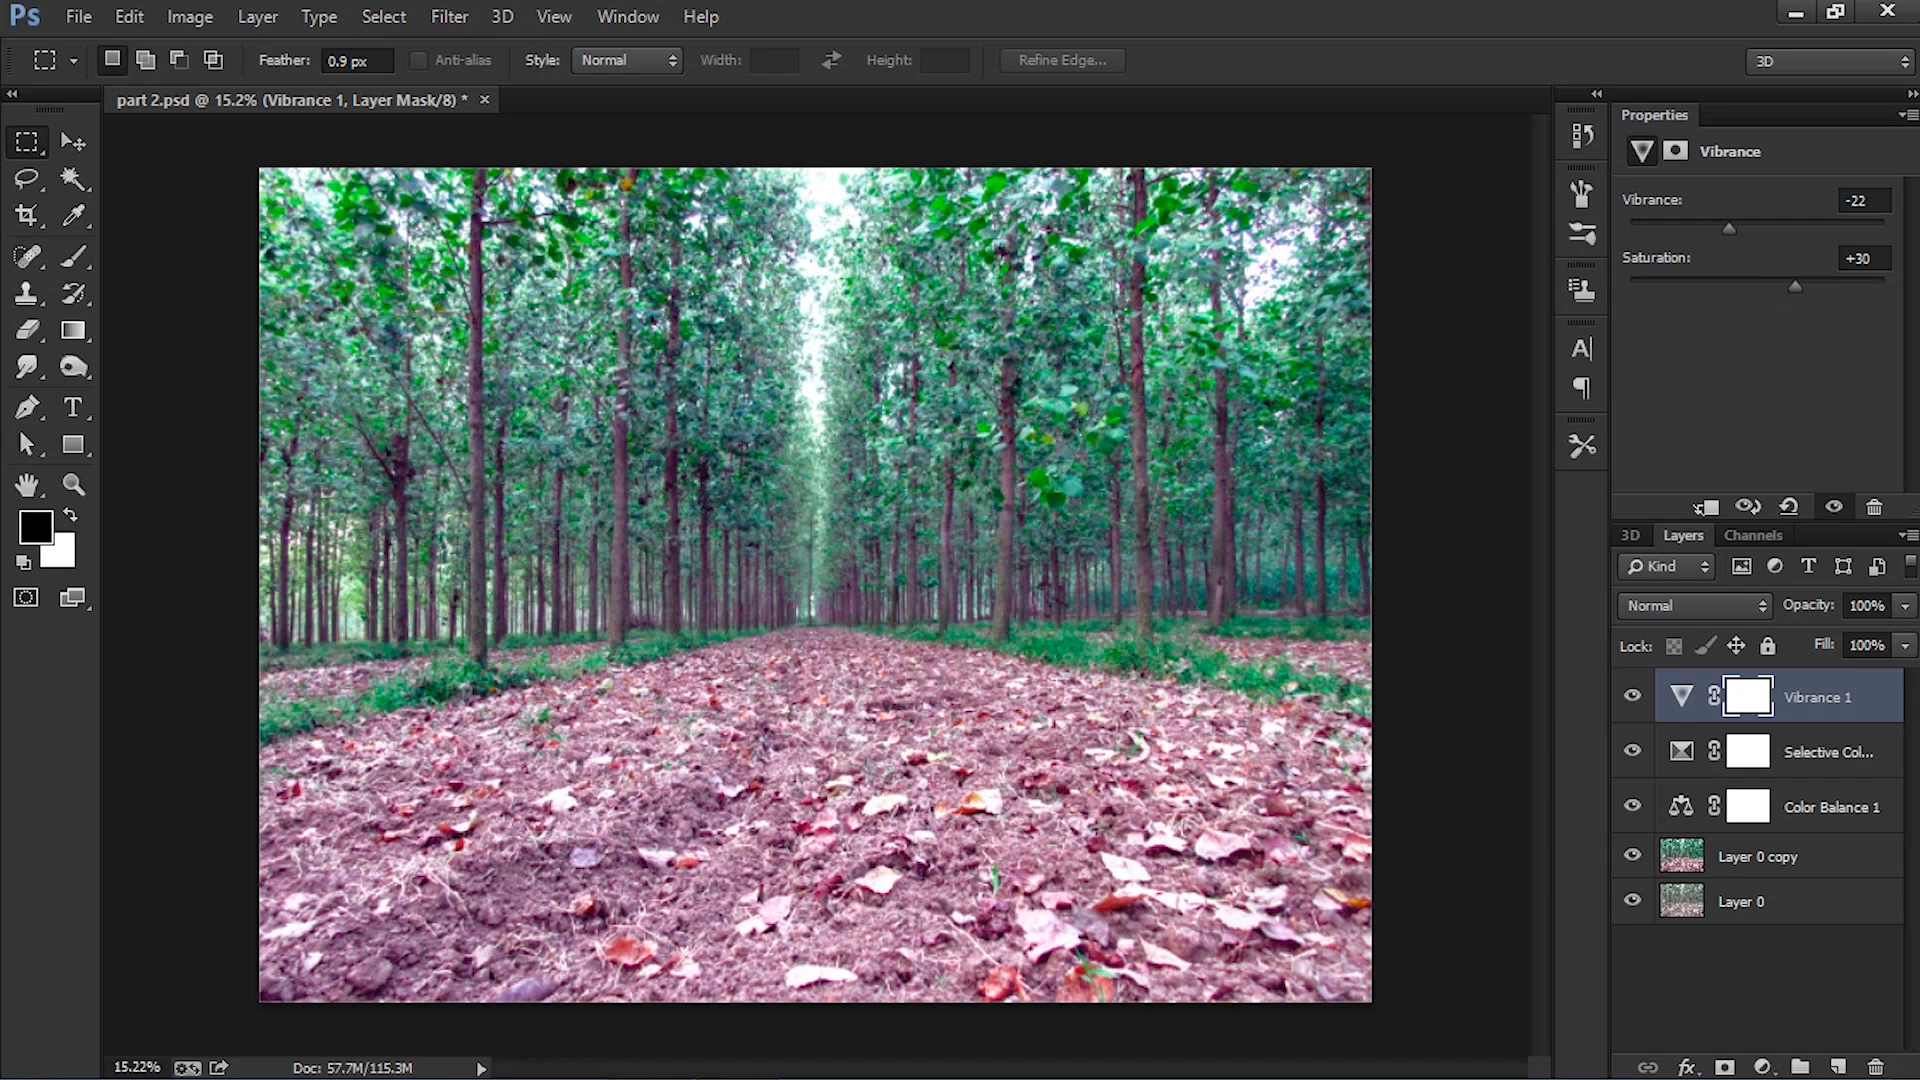 Ps File Edit Image Layer Type Select Filter 3D View Window Help
Feather: 0.9 px Anti-alias Style: Normal Width: Height: Refine Edge... 3D
part 2.psd @ 15.2% (Vibrance 1, Layer Mask/8) *
Properties
Vibrance
Vibrance: -22
Saturation: +30
3D Layers Channels
Kind
Normal Opacity: 100%
Lock: Fill: 100%
Vibrance 1
Selective Col...
Color Balance 1
Layer 0 copy
Layer 0
15.22% Doc: 57.7M/115.3M